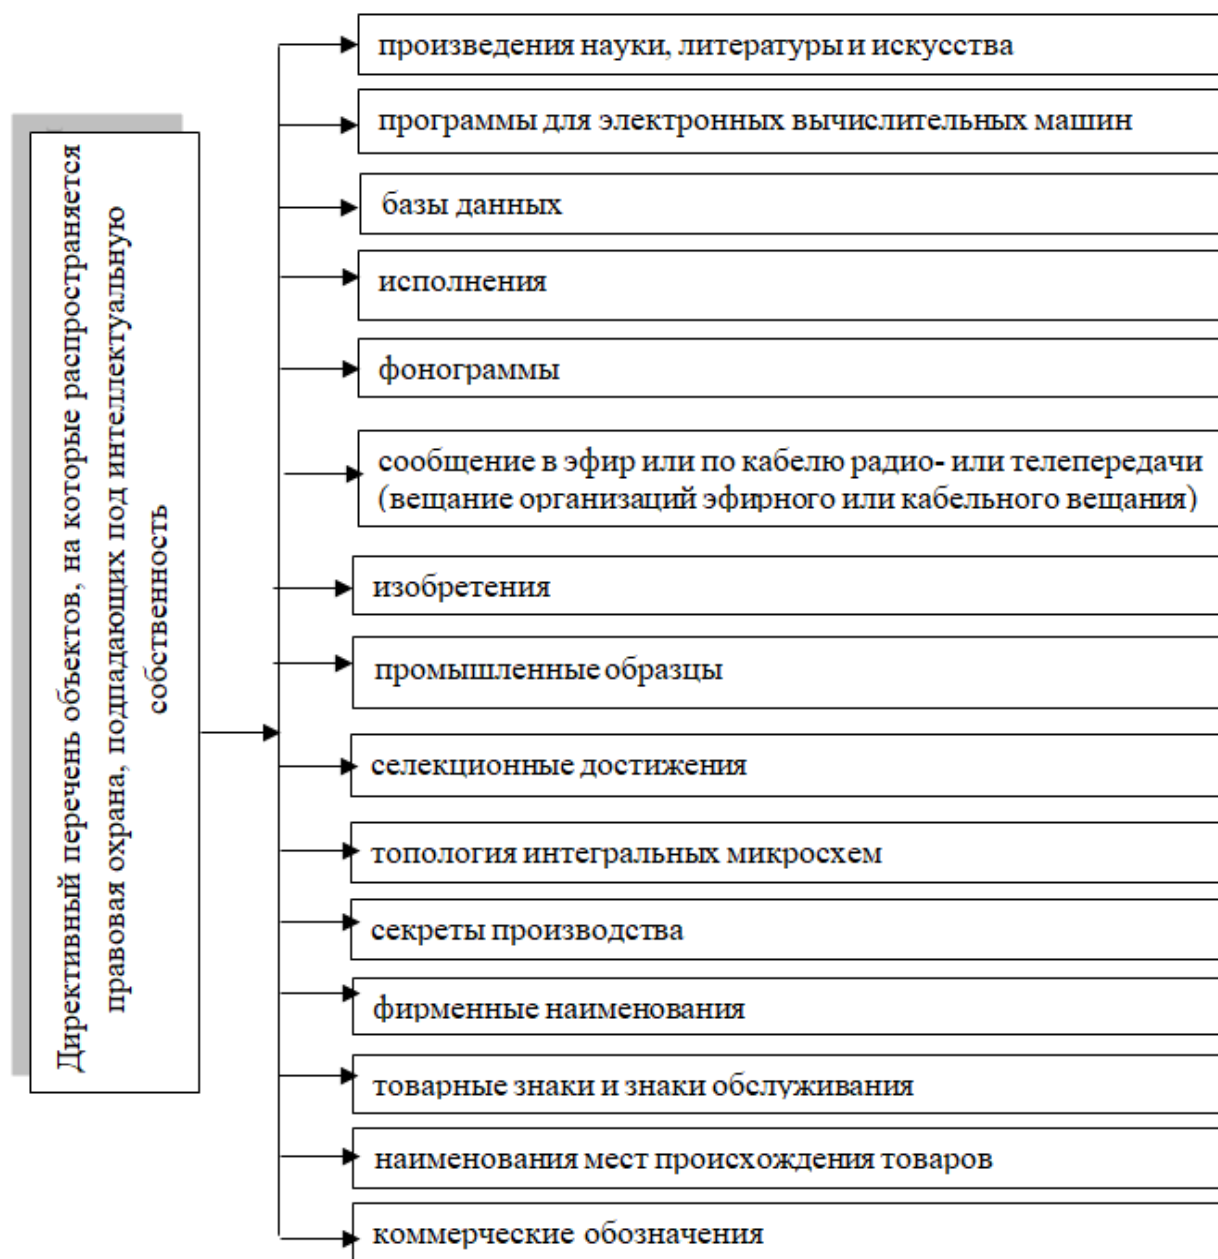 Директивный перечень объектов, на которые распространяется
правовая охрана, подпадающих под интеллектуальную
собственность
произведения науки, литературы и искусства
программы для электронных вычислительных машин
базы данных
исполнения
фонограммы
сообщение в эфир или по кабелю радио- или телепередачи
(вещание организаций эфирного или кабельного вещания)
изобретения
промышленные образцы
селекционные достижения
топология интегральных микросхем
секреты производства
фирменные наименования
товарные знаки и знаки обслуживания
наименования мест происхождения товаров
коммерческие обозначения